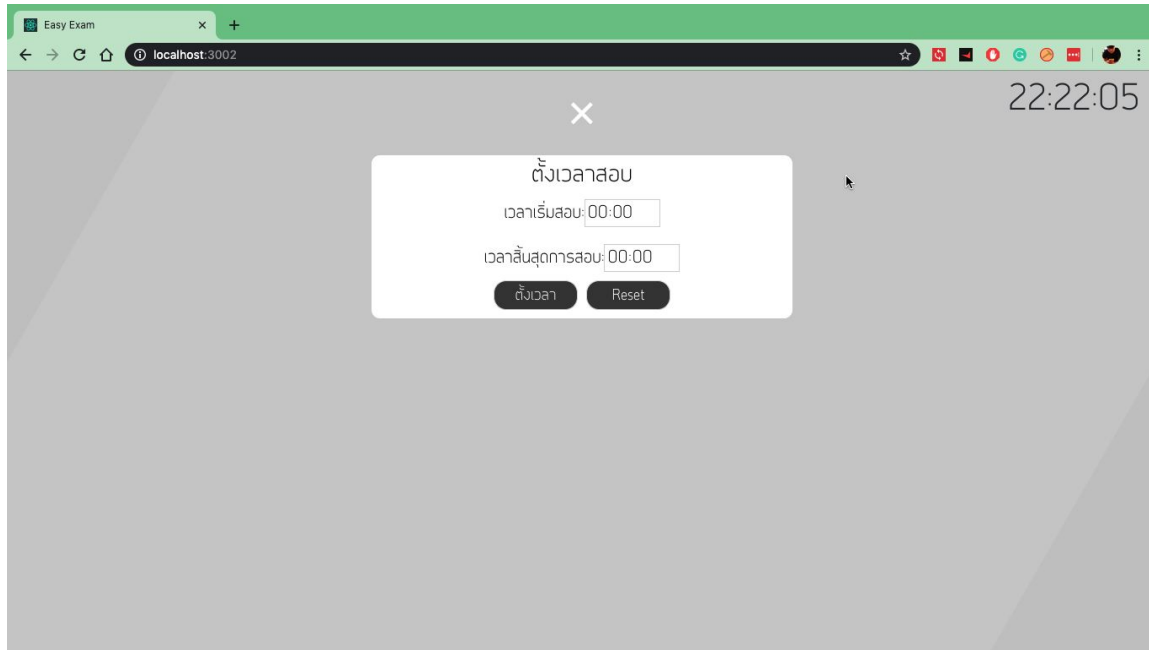 Easy Exam
localhost:3002
22:22:05
ตั้งเวลาสอบ
เวลาเริ่มสอบ: 00:00
เวลาสิ้นสุดการสอบ: 00:00
ตั้งเวลา Reset